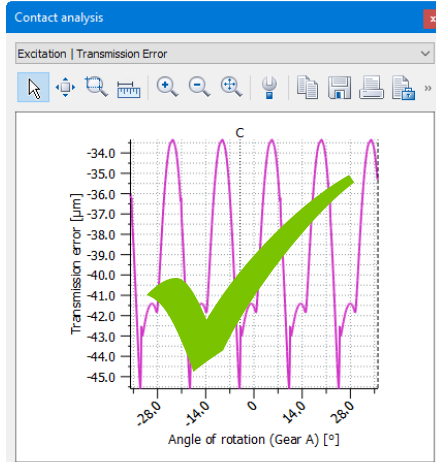 Contact analysis
x
Excitation | Transmission Error
»
C
-34.0
-35.0
-36.0
-37.0
-38.0
-39.0
-40.0
-41.0
-42.0
-43.0
-44.0
-45.0
Transmission error [µm]
-28.0 -14.0 0 14.0 28.0
Angle of rotation (Gear A) [°]